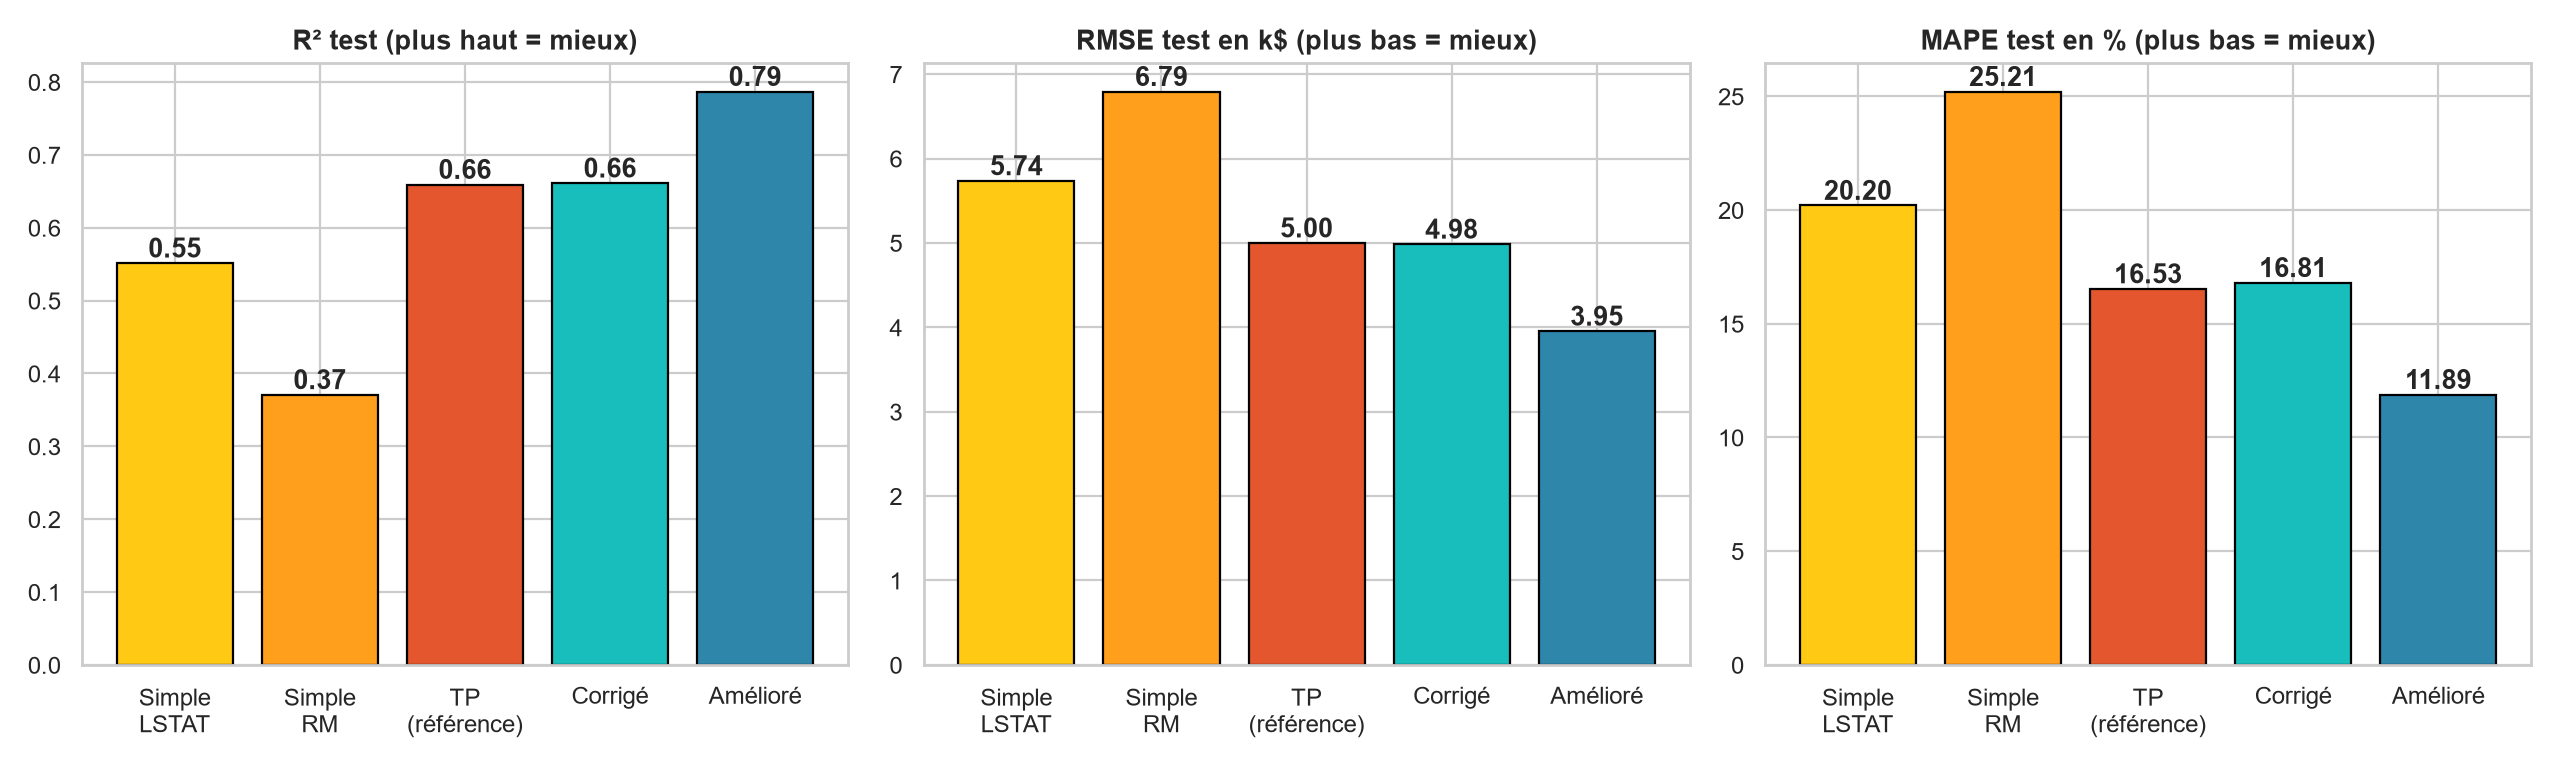 R² test (plus haut = mieux)
0.8
0.7
0.6
0.5
0.4
0.3
0.2
0.1
0.0
0.55
0.37
0.66
0.66
0.79
Simple
LSTAT
Simple
RM
TP
(référence)
Corrigé
Amélioré
RMSE test en k$ (plus bas = mieux)
7
6
5
4
3
2
1
0
5.74
6.79
5.00
4.98
3.95
Simple
LSTAT
Simple
RM
TP
(référence)
Corrigé
Amélioré
MAPE test en % (plus bas = mieux)
25
20
15
10
5
0
20.20
25.21
16.53
16.81
11.89
Simple
LSTAT
Simple
RM
TP
(référence)
Corrigé
Amélioré